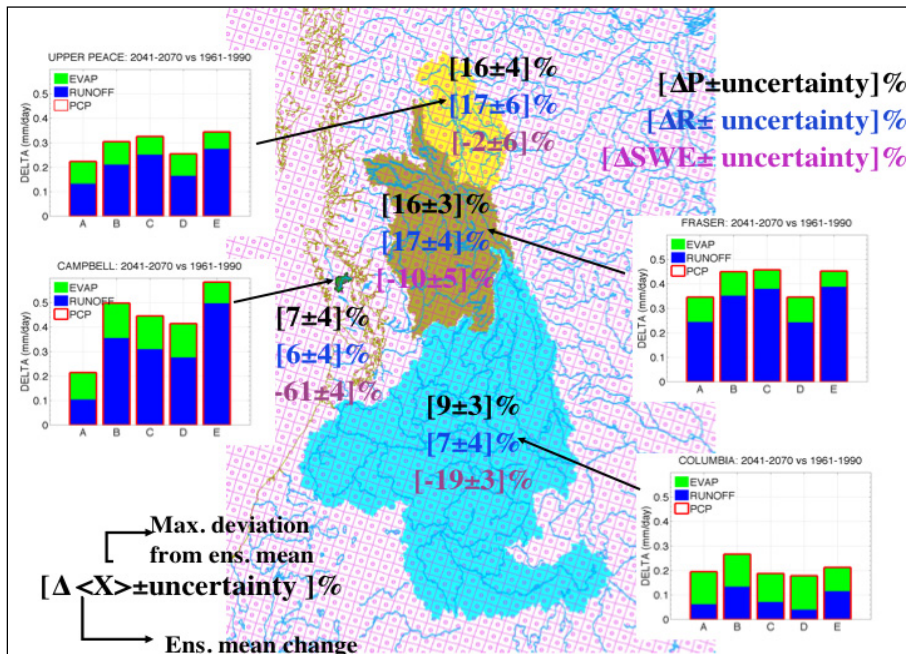 UPPER PEACE: 2041-2070 vs 1961-1990
EVAP
RUNOFF
PCP
DELTA (mm/day)
0.5
0.4
0.3
0.2
0.1
0
A B C D E
[16±4]%
[17±6]%
[-2±6]%
[ΔP±uncertainty]%
[ΔR± uncertainty]%
[ΔSWE± uncertainty]%
[16±3]%
[17±4]%
[-10±5]%
FRASER: 2041-2070 vs 1961-1990
EVAP
RUNOFF
PCP
DELTA (mm/day)
0.5
0.4
0.3
0.2
0.1
0
A B C D E
CAMPBELL: 2041-2070 vs 1961-1990
EVAP
RUNOFF
PCP
DELTA (mm/day)
0.5
0.4
0.3
0.2
0.1
0
A B C D E
[7±4]%
[6±4]%
-61±4]%
[9±3]%
[7±4]%
[-19±3]%
COLUMBIA: 2041-2070 vs 1961-1990
EVAP
RUNOFF
PCP
DELTA (mm/day)
0.5
0.4
0.3
0.2
0.1
0
A B C D E
Max. deviation
from ens. mean
[Δ <X>±uncertainty ]%
Ens. mean change